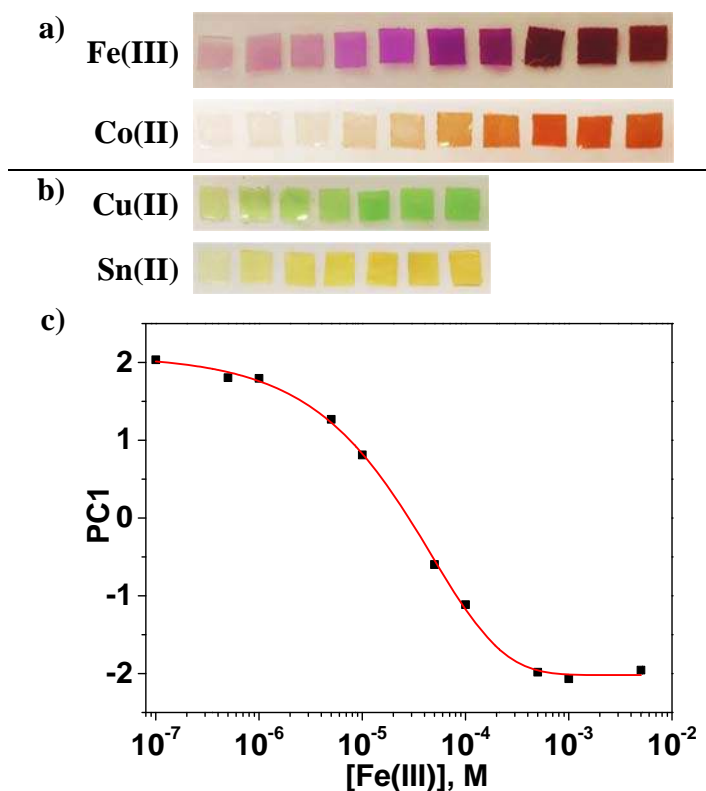 a)
Fe(III)
Co(II)
b)
Cu(II)
Sn(II)
c)
2
1
0
-1
-2
PC1
10⁻⁷ 10⁻⁶ 10⁻⁵ 10⁻⁴ 10⁻³ 10⁻²
[Fe(III)], M